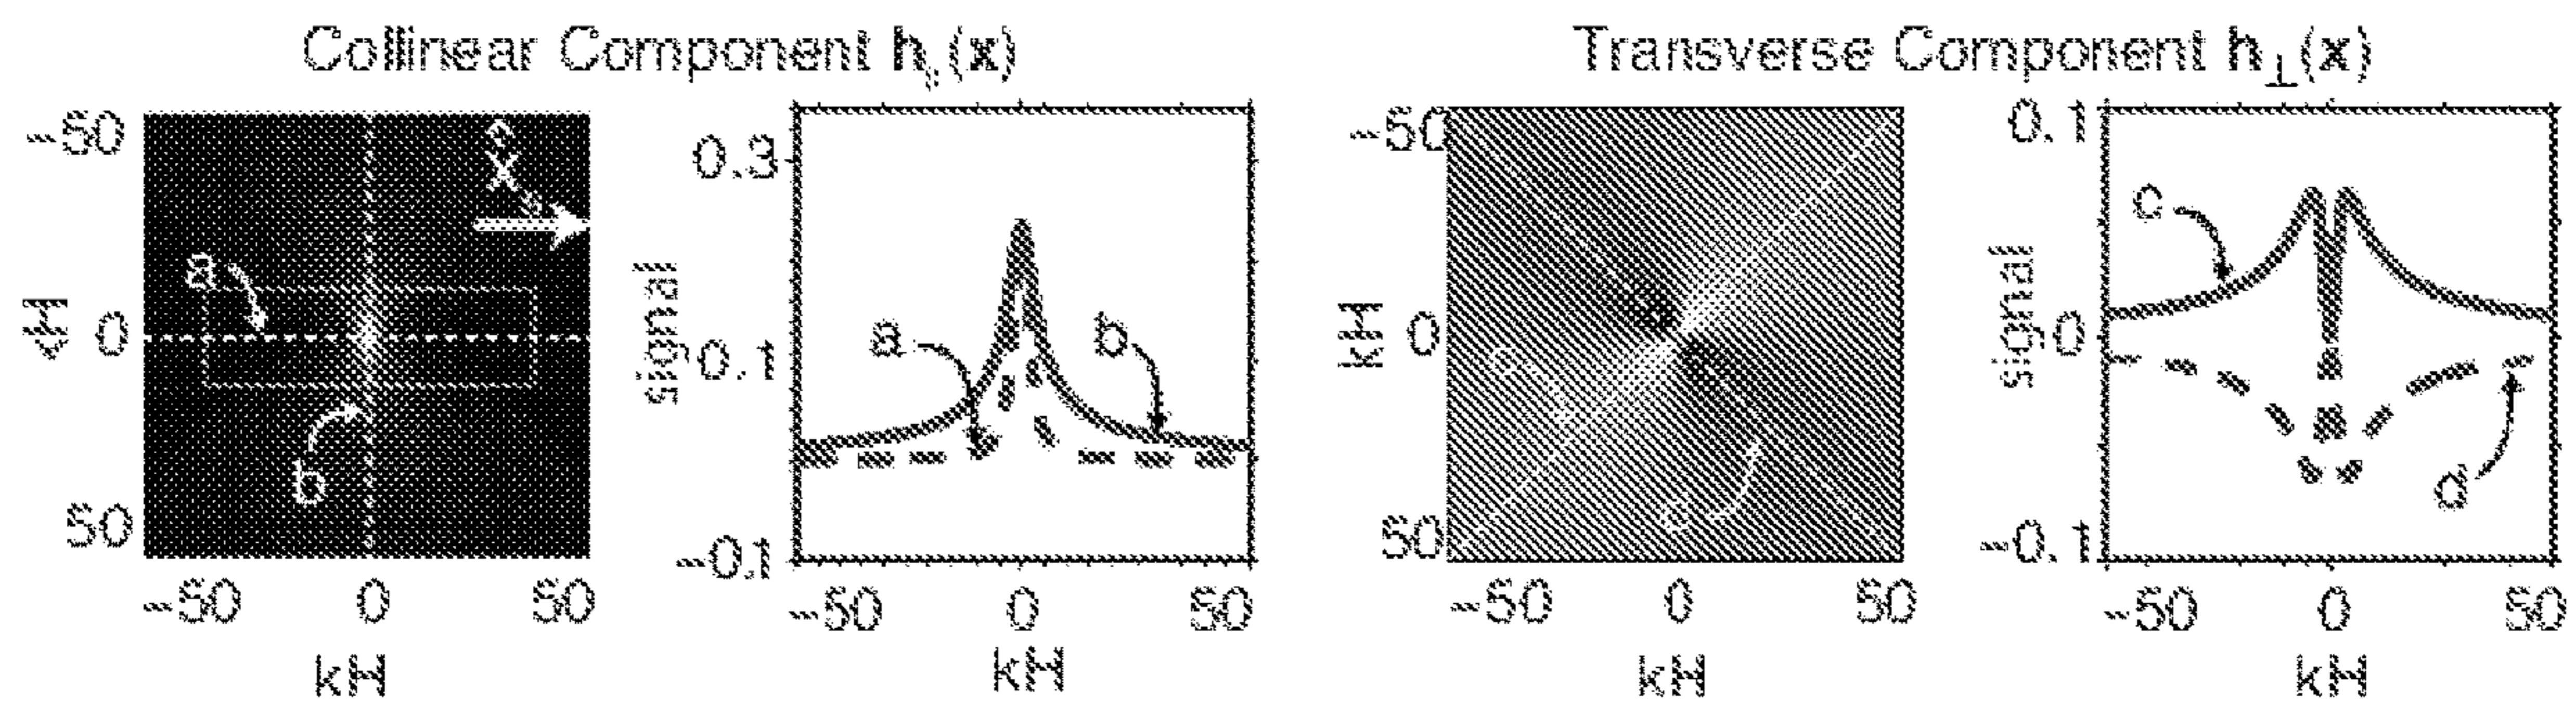 Collinear Component h∥(x)
Transverse Component h⊥(x)
-50
0
50
kH
a
b
x̂∥
-50 0 50
kH
0.3
0.1
-0.1
signal
a
b
-50 0 50
kH
-50
0
50
kH
c
-50 0 50
kH
0.1
0
-0.1
signal
c
d
-50 0 50
kH